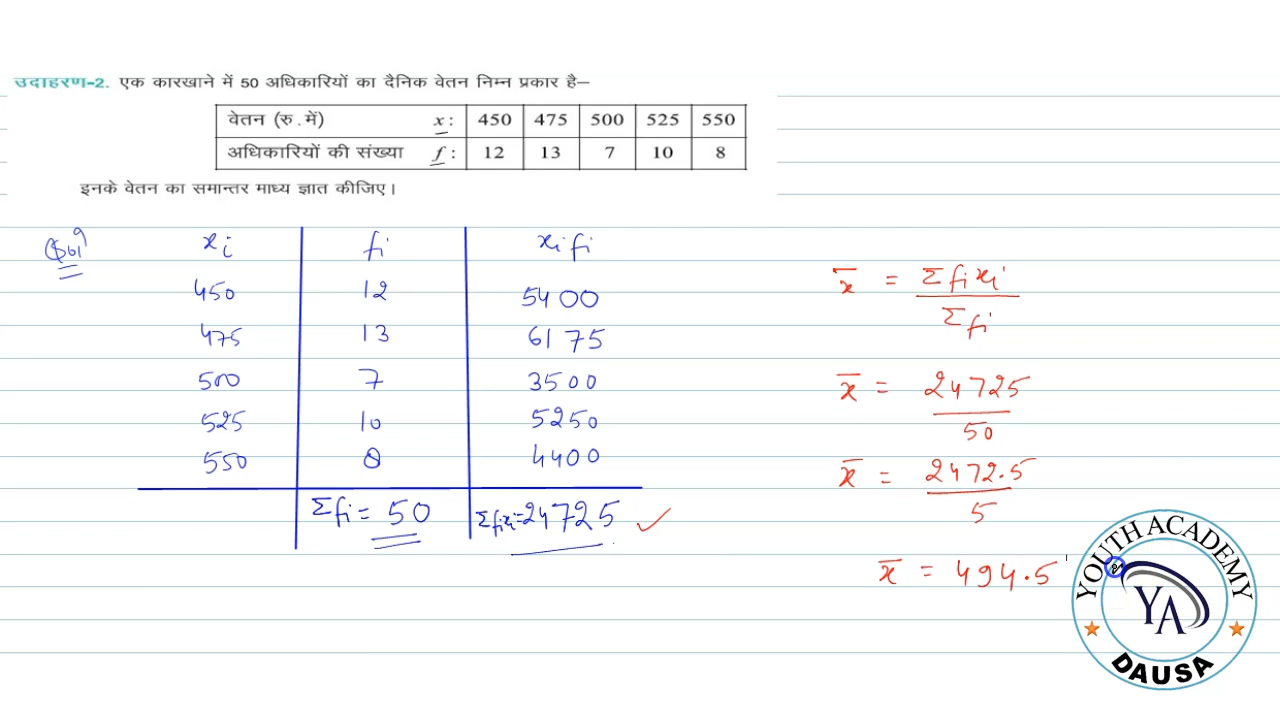 उदाहरण-2. एक कारखाने में 50 अधिकारियों का दैनिक वेतन निम्न प्रकार है–
वेतन (रु.में) x: 450 475 500 525 550
अधिकारियों की संख्या f: 12 13 7 10 8
इनके वेतन का समान्तर माध्य ज्ञात कीजिए।
xi fi xifi
450 12 5400
475 13 6175
500 7 3500
525 10 5250
550 8 4400
Σfi = 50 Σfixi=24725
x̄ = Σfixi / Σfi
x̄ = 24725 / 50
x̄ = 2472.5 / 5
x̄ = 494.5
YOUTH ACADEMY
YA
DAUSA